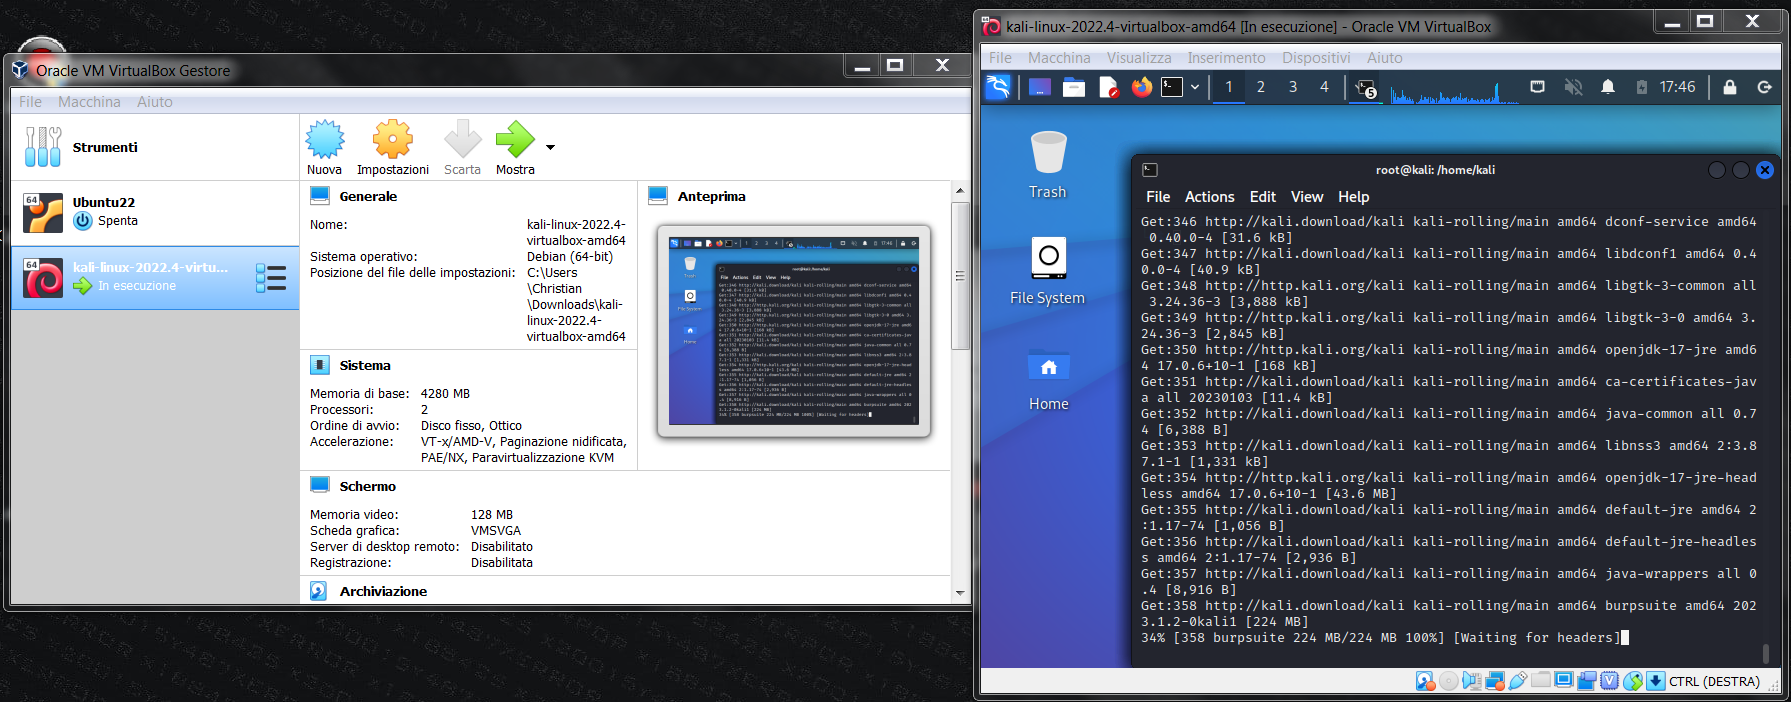 Oracle VM VirtualBox Gestore
File Macchina Aiuto
Strumenti
64
Ubuntu22
Spenta
64
kali-linux-2022.4-virtu...
In esecuzione
Nuova Impostazioni Scarta Mostra
Generale
Nome: kali-linux-2022.4-
virtualbox-amd64
Sistema operativo: Debian (64-bit)
Posizione del file delle impostazioni: C:\Users
\Christian
\Downloads\kali-
linux-2022.4-
virtualbox-amd64
Sistema
Memoria di base: 4280 MB
Processori: 2
Ordine di avvio: Disco fisso, Ottico
Accelerazione: VT-x/AMD-V, Paginazione nidificata,
PAE/NX, Paravirtualizzazione KVM
Schermo
Memoria video: 128 MB
Scheda grafica: VMSVGA
Server di desktop remoto: Disabilitato
Registrazione: Disabilitata
Archiviazione
Anteprima
kali-linux-2022.4-virtualbox-amd64 [In esecuzione] - Oracle VM VirtualBox
File Macchina Visualizza Inserimento Dispositivi Aiuto
1 2 3 4 5 17:46
Trash
File System
Home
root@kali: /home/kali
File Actions Edit View Help
Get:346 http://kali.download/kali kali-rolling/main amd64 dconf-service amd64
0.40.0-4 [31.6 kB]
Get:347 http://kali.download/kali kali-rolling/main amd64 libdconf1 amd64 0.4
0.0-4 [40.9 kB]
Get:348 http://http.kali.org/kali kali-rolling/main amd64 libgtk-3-common all
3.24.36-3 [3,888 kB]
Get:349 http://http.kali.org/kali kali-rolling/main amd64 libgtk-3-0 amd64 3.
24.36-3 [2,845 kB]
Get:350 http://http.kali.org/kali kali-rolling/main amd64 openjdk-17-jre amd6
4 17.0.6+10-1 [168 kB]
Get:351 http://kali.download/kali kali-rolling/main amd64 ca-certificates-jav
a all 20230103 [11.4 kB]
Get:352 http://kali.download/kali kali-rolling/main amd64 java-common all 0.7
4 [6,388 B]
Get:353 http://kali.download/kali kali-rolling/main amd64 libnss3 amd64 2:3.8
7.1-1 [1,331 kB]
Get:354 http://http.kali.org/kali kali-rolling/main amd64 openjdk-17-jre-head
less amd64 17.0.6+10-1 [43.6 MB]
Get:355 http://kali.download/kali kali-rolling/main amd64 default-jre amd64 2
:1.17-74 [1,056 B]
Get:356 http://kali.download/kali kali-rolling/main amd64 default-jre-headles
s amd64 2:1.17-74 [2,936 B]
Get:357 http://kali.download/kali kali-rolling/main amd64 java-wrappers all 0
.4 [8,916 B]
Get:358 http://kali.download/kali kali-rolling/main amd64 burpsuite amd64 202
3.1.2-0kali1 [224 MB]
34% [358 burpsuite 224 MB/224 MB 100%] [Waiting for headers]
CTRL (DESTRA)